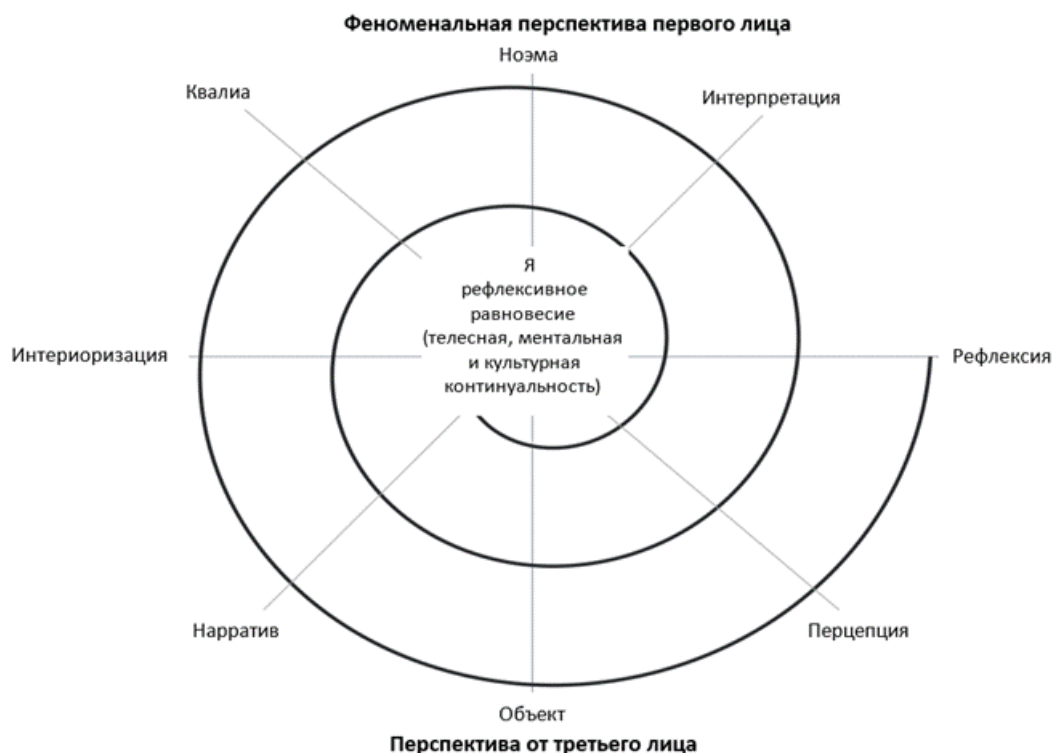 Феноменальная перспектива первого лица
Ноэма
Квалиа
Интерпретация
Я
рефлексивное
равновесие
(телесная, ментальная
и культурная
континуальность)
Интериоризация
Рефлексия
Нарратив
Перцепция
Объект
Перспектива от третьего лица